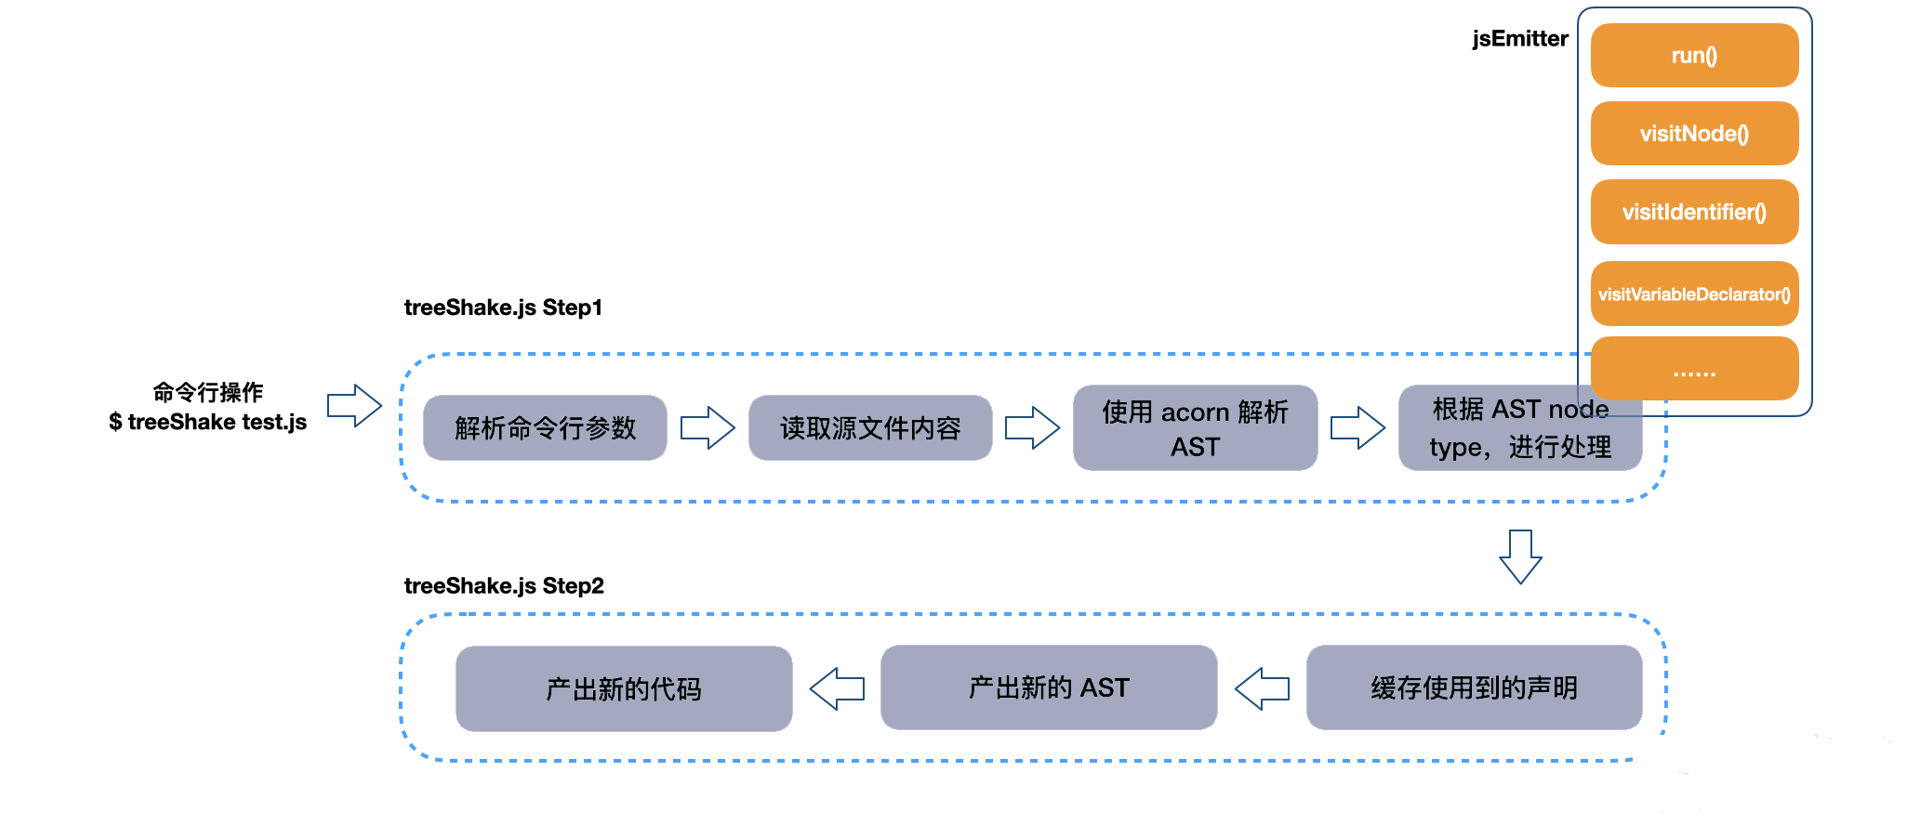 jsEmitter
run()
visitNode()
visitIdentifier()
visitVariableDeclarator()
······
treeShake.js Step1
命令行操作
$ treeShake test.js
解析命令行参数
读取源文件内容
使用 acorn 解析
AST
根据 AST node
type，进行处理
treeShake.js Step2
产出新的代码
产出新的 AST
缓存使用到的声明